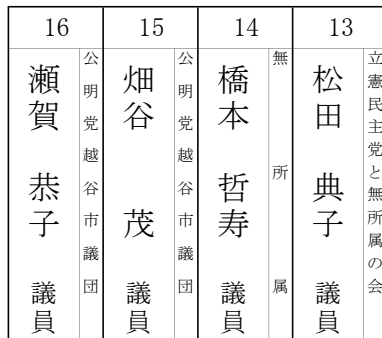 13
立憲民主党と無所属の会
松田 典子 議員
14
無所属
橋本 哲寿 議員
15
公明党越谷市議団
畑谷 茂 議員
16
公明党越谷市議団
瀬賀 恭子 議員